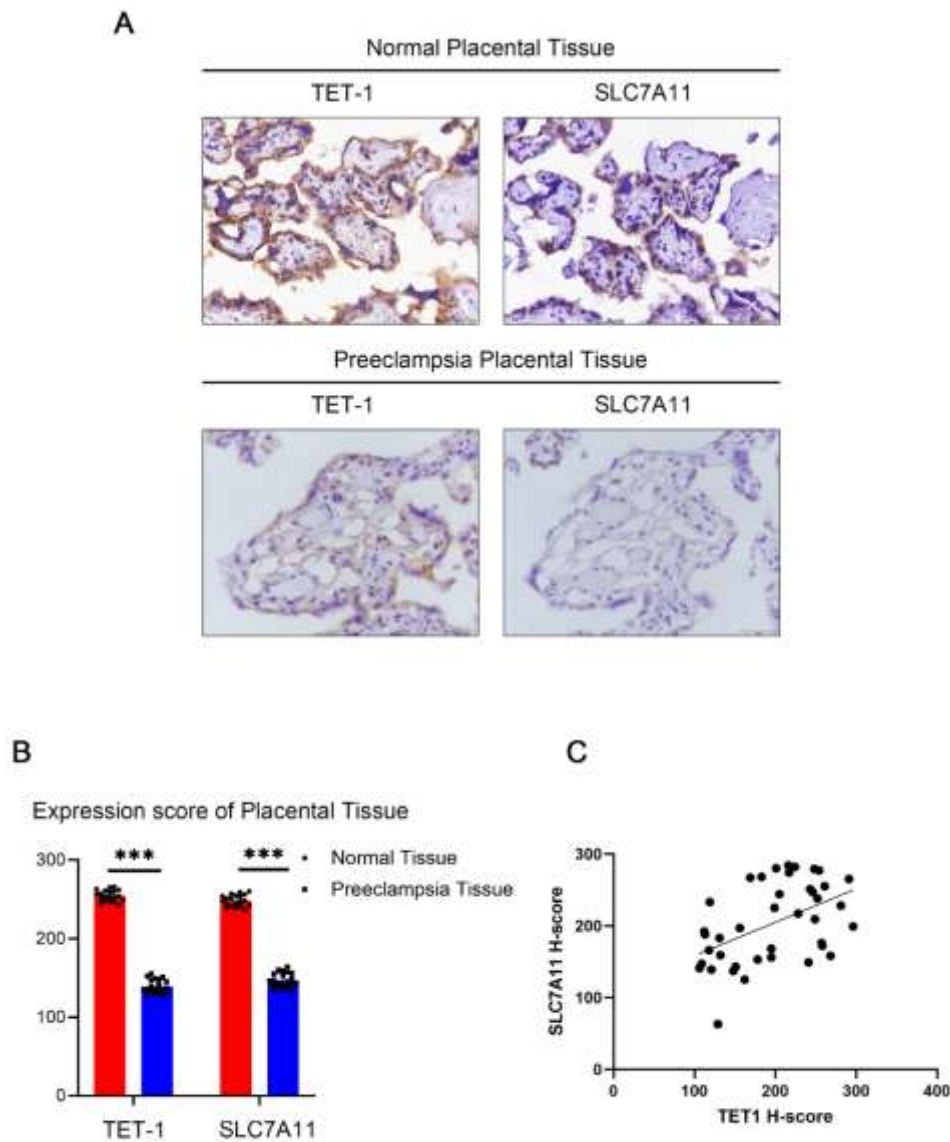 A
Normal Placental Tissue
TET-1 SLC7A11
Preeclampsia Placental Tissue
TET-1 SLC7A11
B
Expression score of Placental Tissue
300
200
100
0
*** ***
Normal Tissue
Preeclampsia Tissue
TET-1 SLC7A11
C
SLC7A11 H-score
300
200
100
0
0 100 200 300 400
TET1 H-score